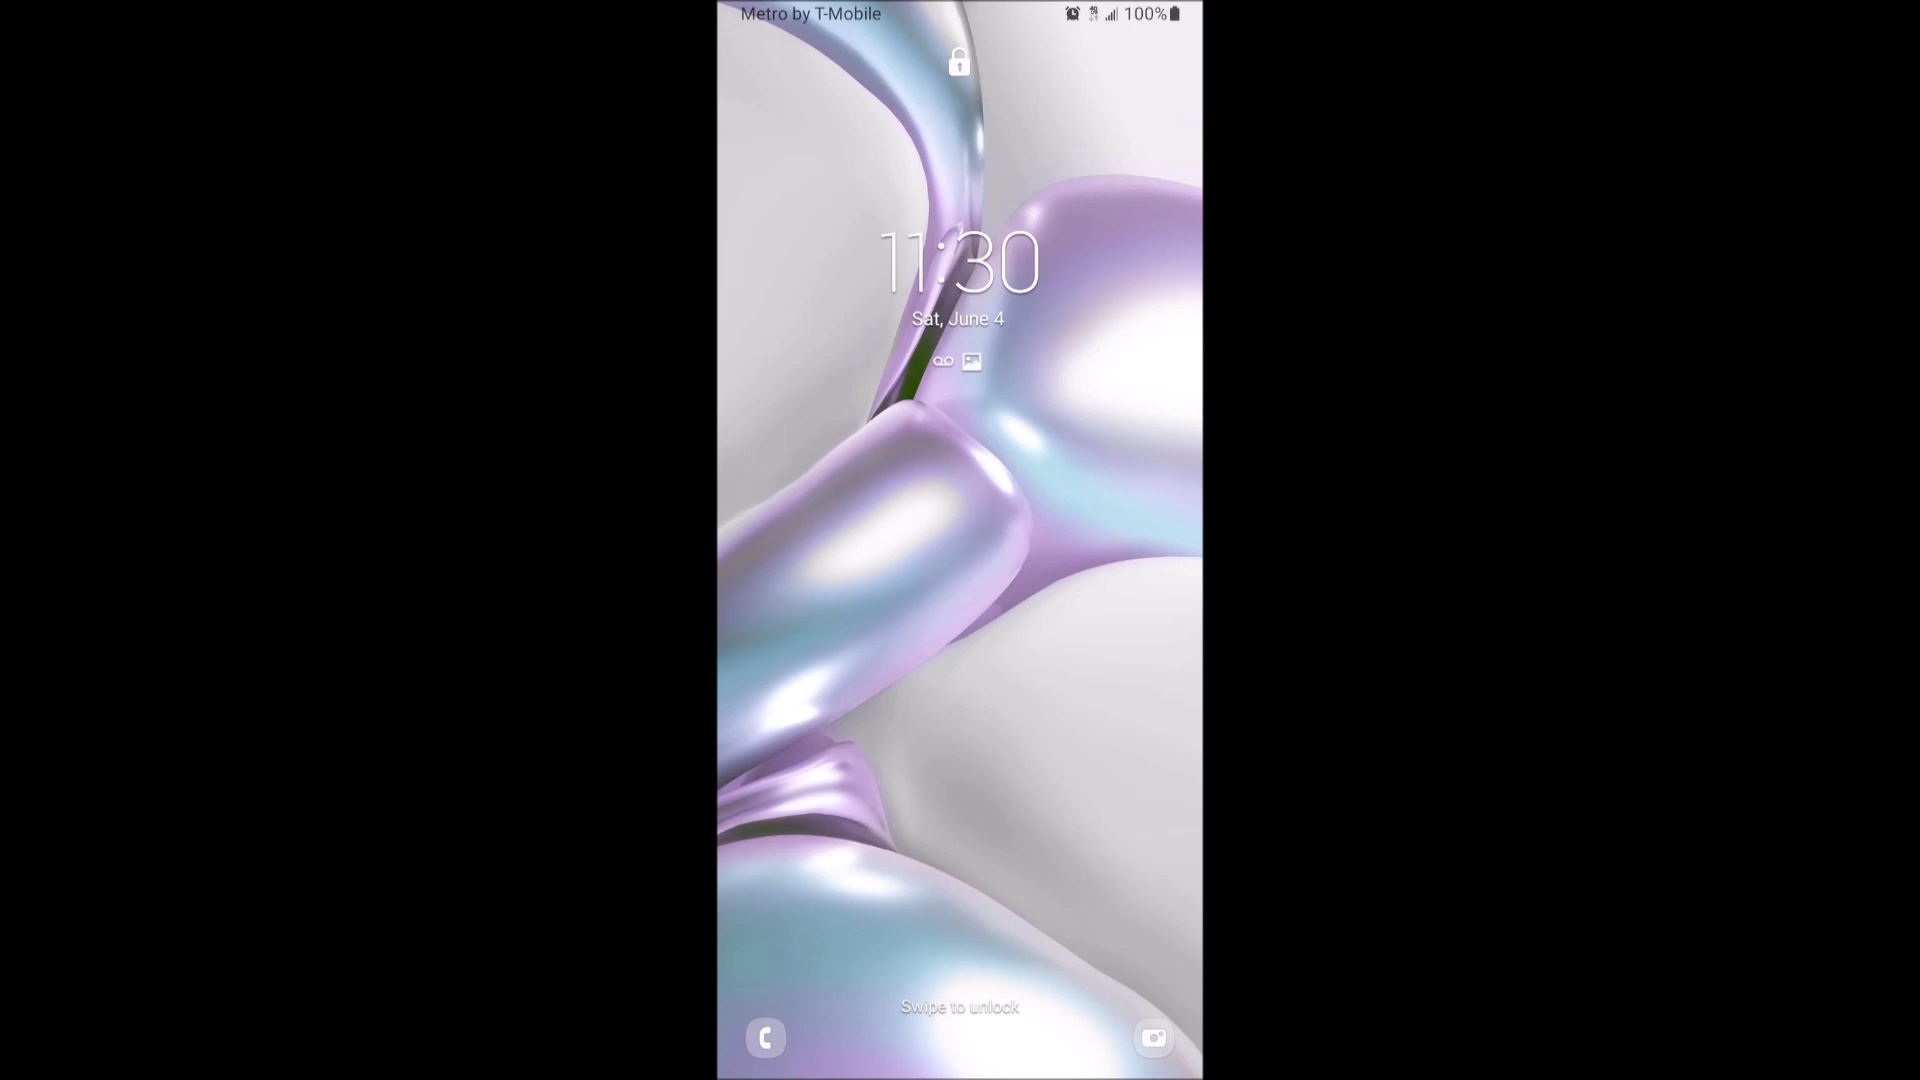 Metro by T-Mobile
100%
11:30
Sat, June 4
Swipe to unlock